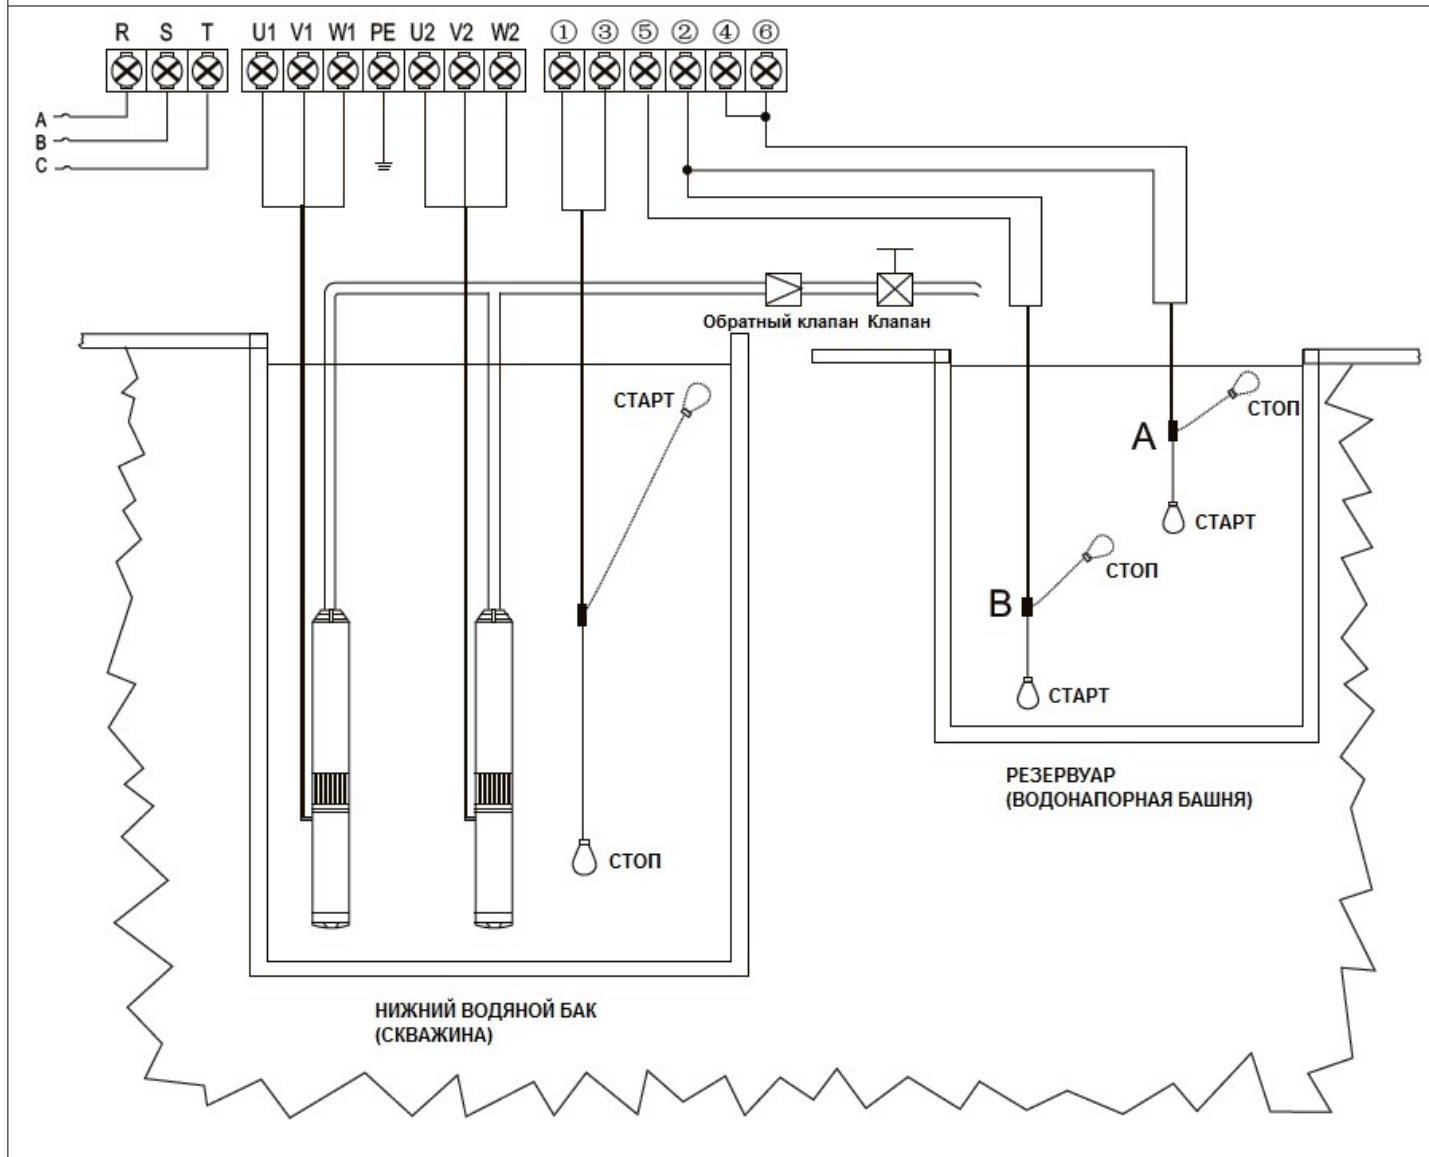 R S T U1 V1 W1 PE U2 V2 W2 ① ③ ⑤ ② ④ ⑥
A
B
C
Обратный клапан Клапан
СТАРТ
СТОП
A
СТАРТ
СТОП
B
СТАРТ
СТОП
РЕЗЕРВУАР
(ВОДОНАПОРНАЯ БАШНЯ)
НИЖНИЙ ВОДЯНОЙ БАК
(СКВАЖИНА)